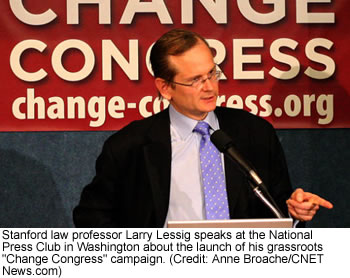 CHANGE
CONGRESS
change-congress.org
Stanford law professor Larry Lessig speaks at the National
Press Club in Washington about the launch of his grassroots
"Change Congress" campaign. (Credit: Anne Broache/CNET
News.com)